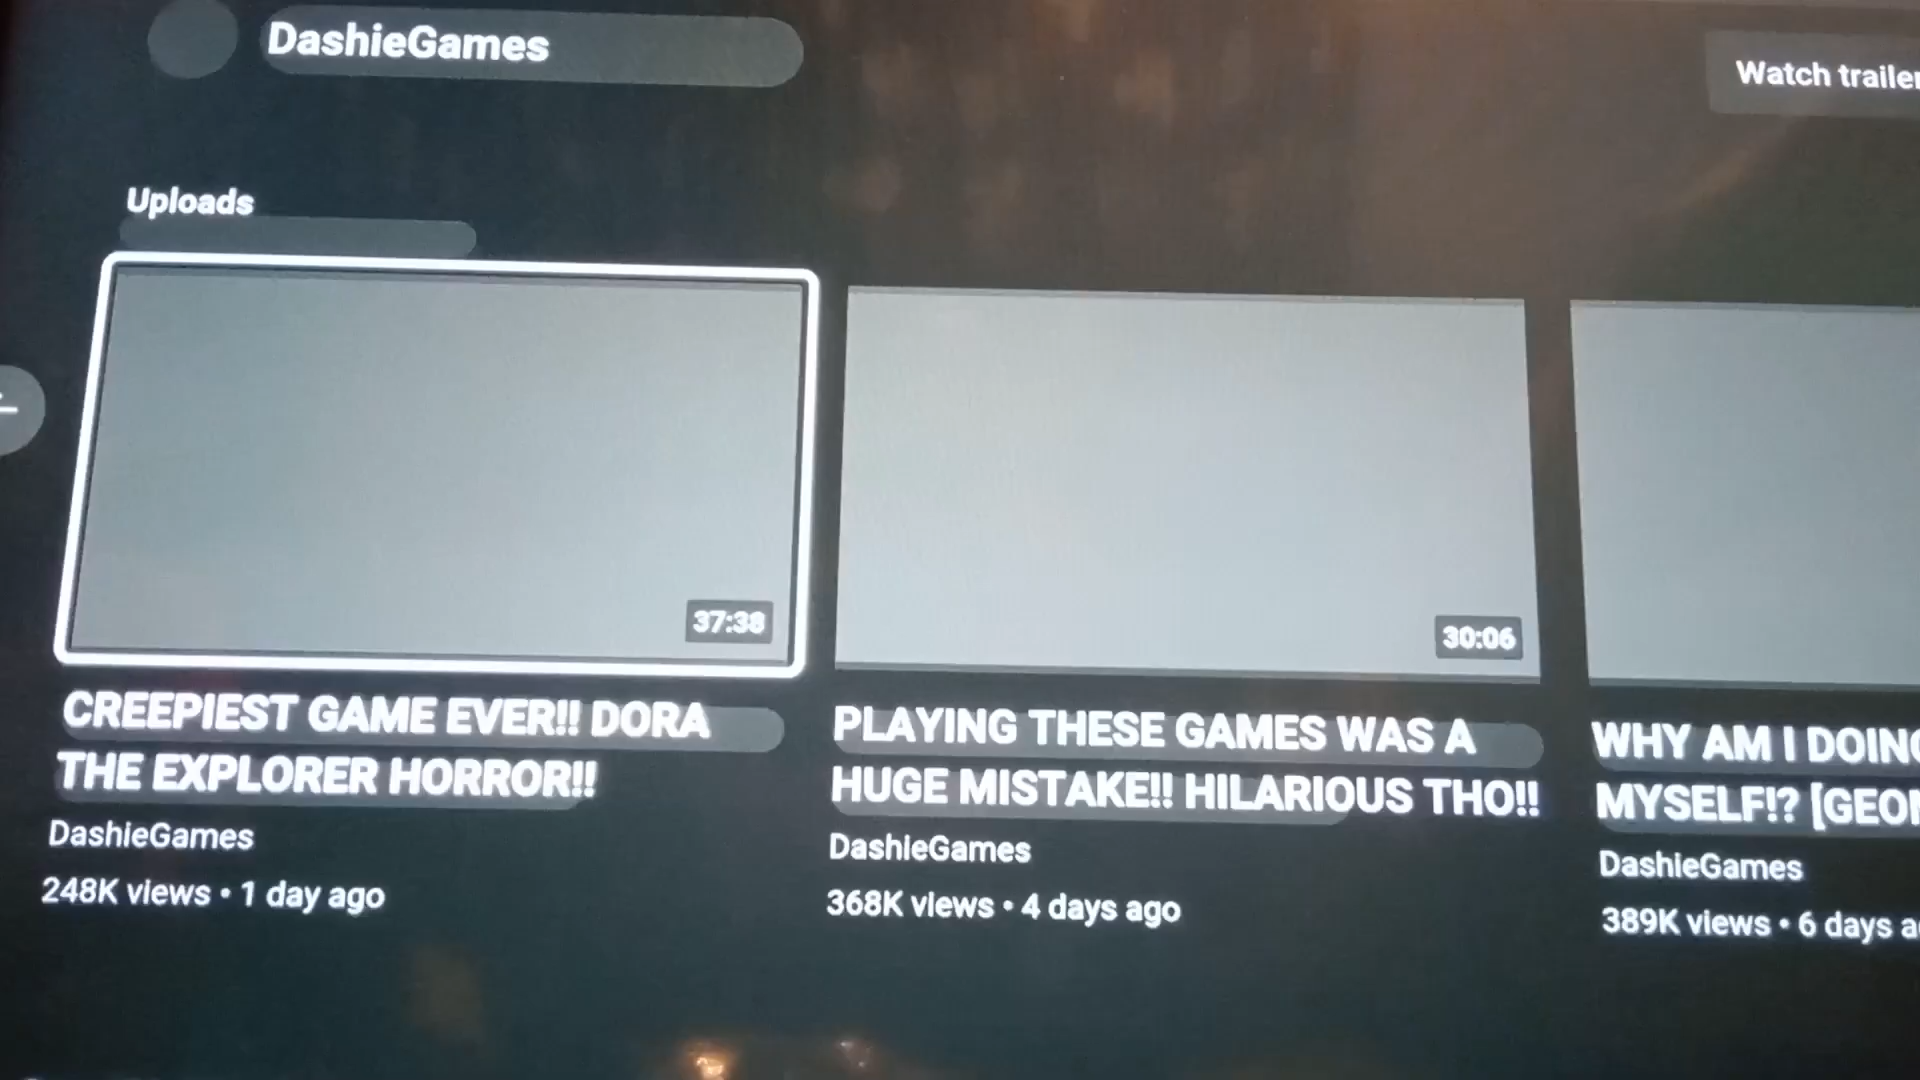 DashieGames
Watch trailer
Uploads
37:38
30:06
CREEPIEST GAME EVER!! DORA
THE EXPLORER HORROR!!
DashieGames
248K views • 1 day ago
PLAYING THESE GAMES WAS A
HUGE MISTAKE!! HILARIOUS THO!!
DashieGames
368K views • 4 days ago
WHY AM I DOING
MYSELF!? [GEO
DashieGames
389K views • 6 days a